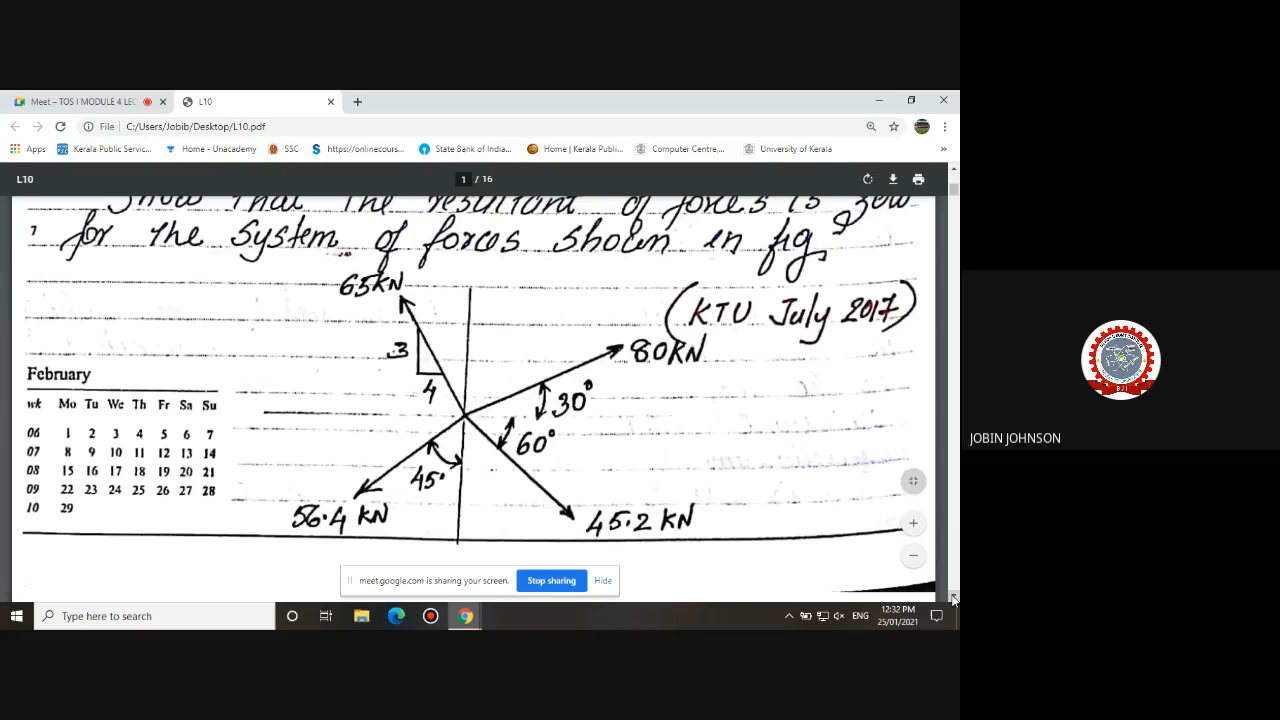 Meet – TOS I MODULE 4 LEC
L10
File | C:/Users/Jobib/Desktop/L10.pdf
Apps Kerala Public Servic... Home - Unacademy SSC https://onlinecours... State Bank of India... Home | Kerala Publi... Computer Centre,... University of Kerala »
L10 1 / 16
Show that the resultant of forces is zero
7 for the system of forces shown in fig
65 kN
(KTU July 2017)
3
80 kN
4
30°
60°
45°
56.4 kN
45.2 kN
February
wk Mo Tu We Th Fr Sa Su
06 1 2 3 4 5 6 7
07 8 9 10 11 12 13 14
08 15 16 17 18 19 20 21
09 22 23 24 25 26 27 28
10 29
JOBIN JOHNSON
BJI
meet.google.com is sharing your screen. Stop sharing Hide
Type here to search
ENG
12:32 PM
25/01/2021